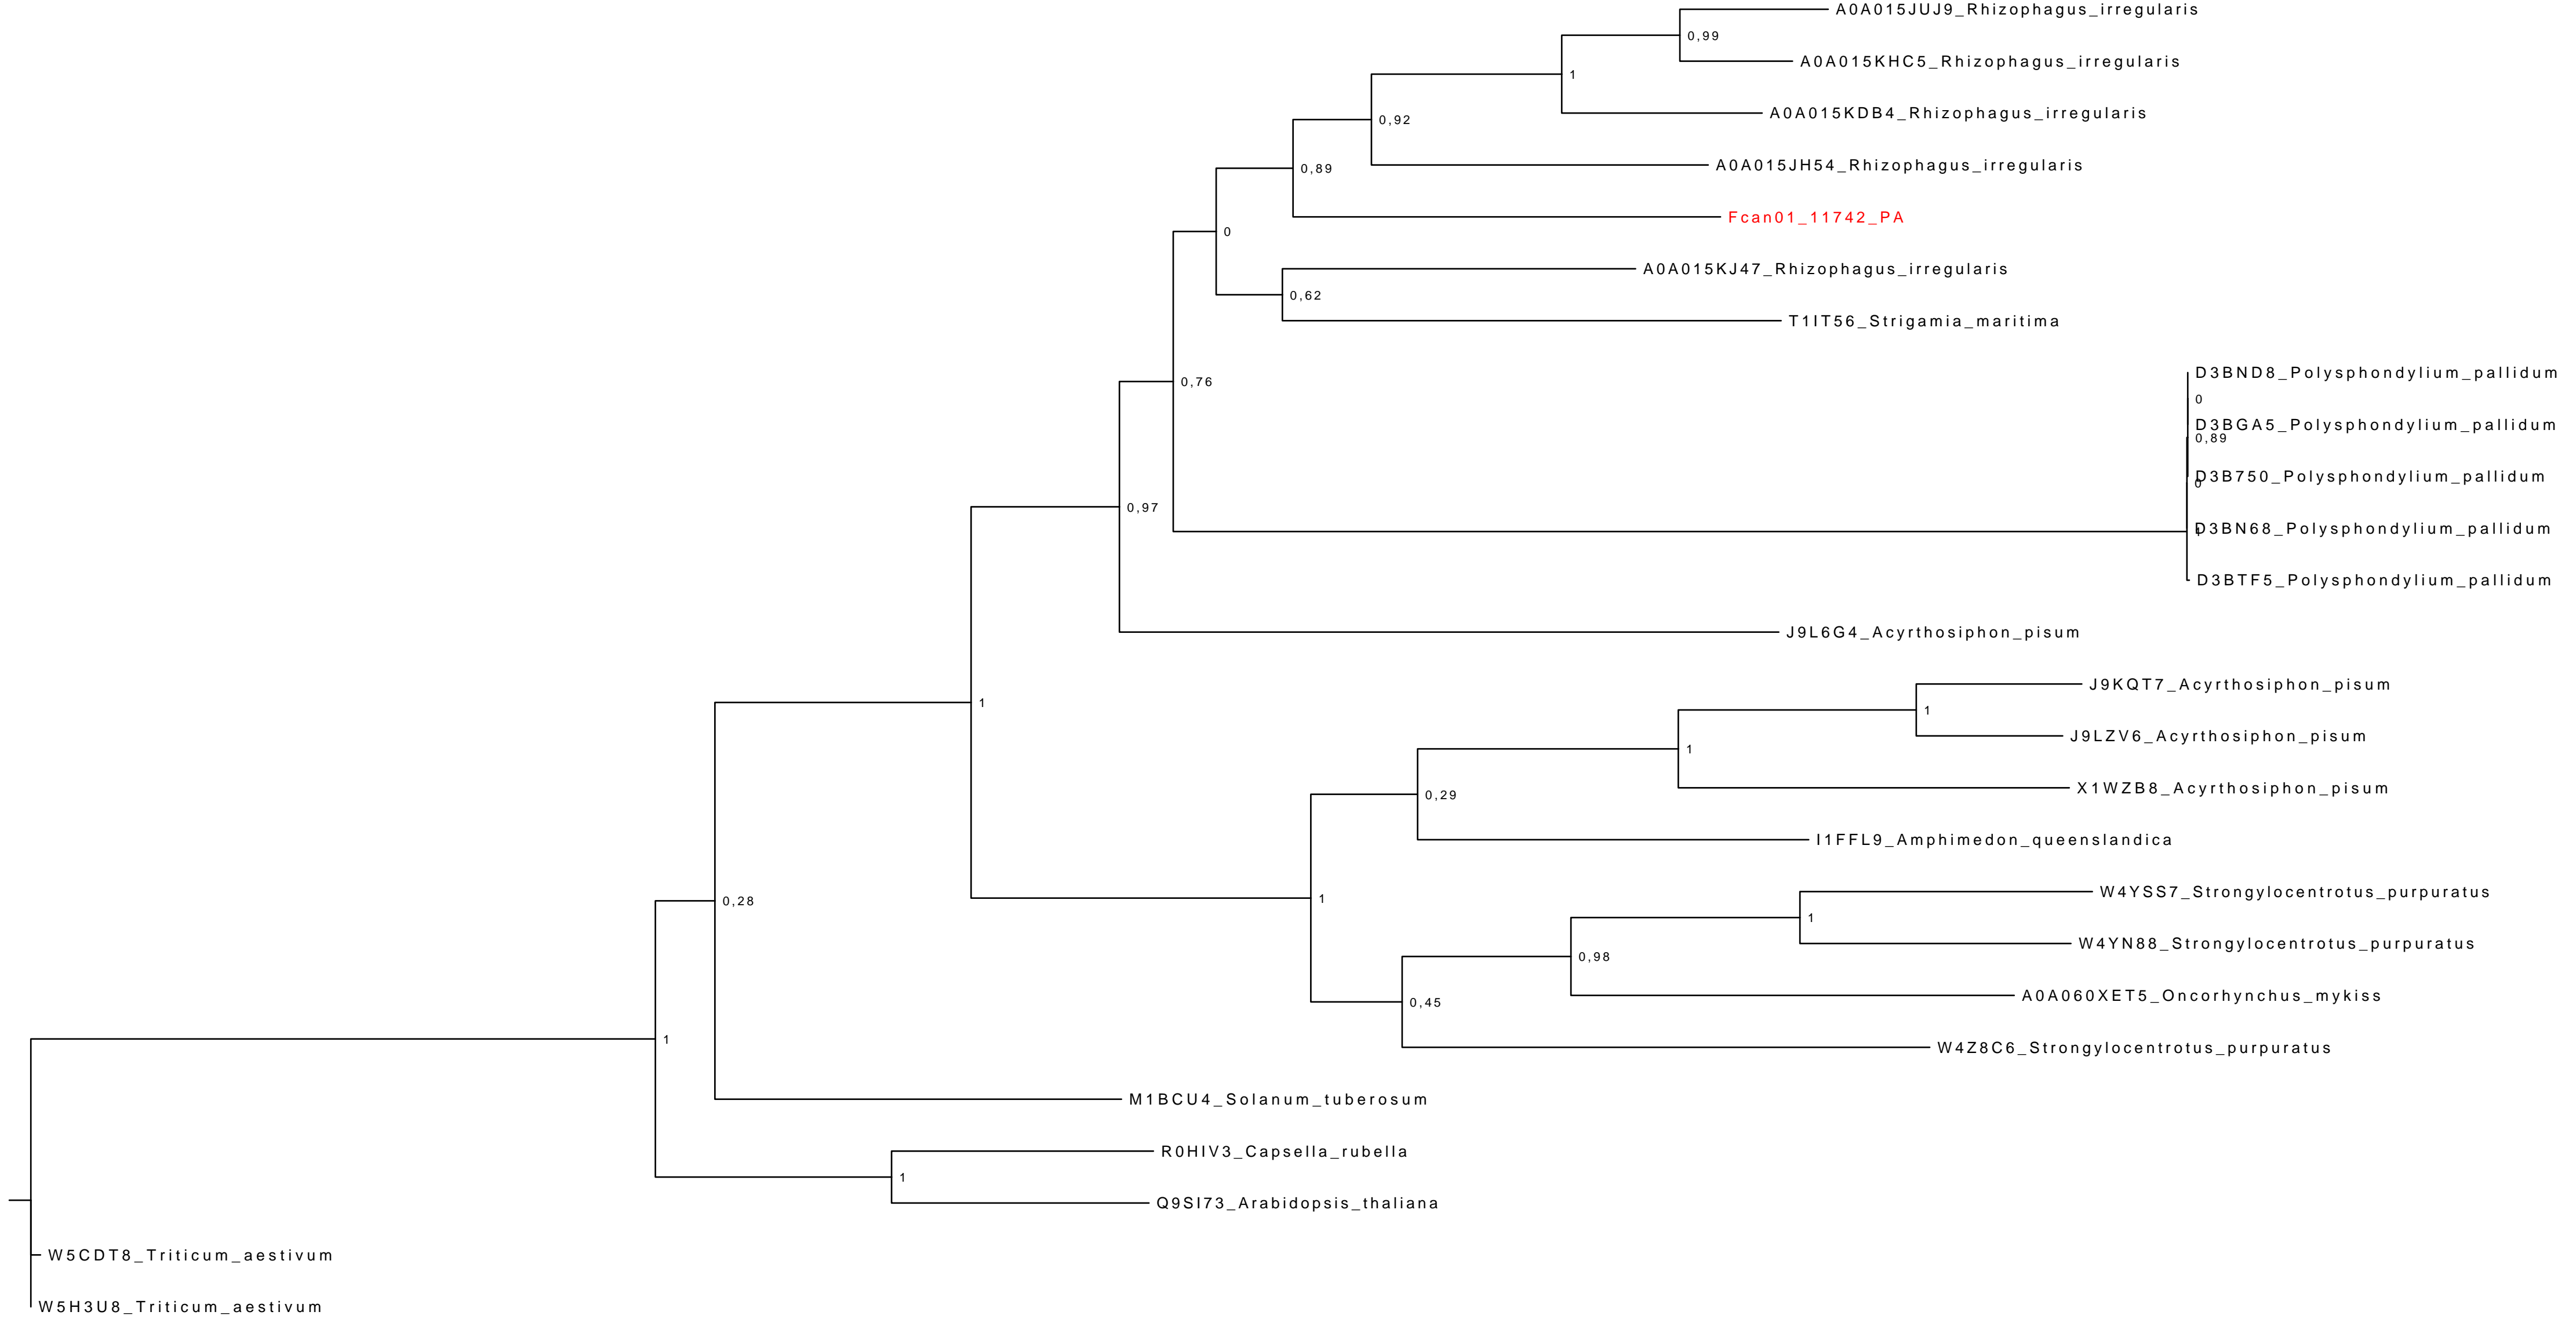 A0A015JUJ9_Rhizophagus_irregularis
0,99
A0A015KHC5_Rhizophagus_irregularis
1
A0A015KDB4_Rhizophagus_irregularis
0,92
A0A015JH54_Rhizophagus_irregularis
0,89
Fcan01_11742_PA
0
A0A015KJ47_Rhizophagus_irregularis
0,62
T1IT56_Strigamia_maritima
D3BND8_Polysphondylium_pallidum
0,76
0
D3BGA5_Polysphondylium_pallidum
0,89
D3B750_Polysphondylium_pallidum
0
0,97
D3BN68_Polysphondylium_pallidum
1
D3BTF5_Polysphondylium_pallidum
J9L6G4_Acyrthosiphon_pisum
J9KQT7_Acyrthosiphon_pisum
1
1
J9LZV6_Acyrthosiphon_pisum
1
X1WZB8_Acyrthosiphon_pisum
0,29
I1FFL9_Amphimedon_queenslandica
W4YSS7_Strongylocentrotus_purpuratus
1
0,28
1
W4YN88_Strongylocentrotus_purpuratus
0,98
A0A060XET5_Oncorhynchus_mykiss
0,45
1
W4Z8C6_Strongylocentrotus_purpuratus
M1BCU4_Solanum_tuberosum
R0HIV3_Capsella_rubella
1
Q9SI73_Arabidopsis_thaliana
W5CDT8_Triticum_aestivum
W5H3U8_Triticum_aestivum